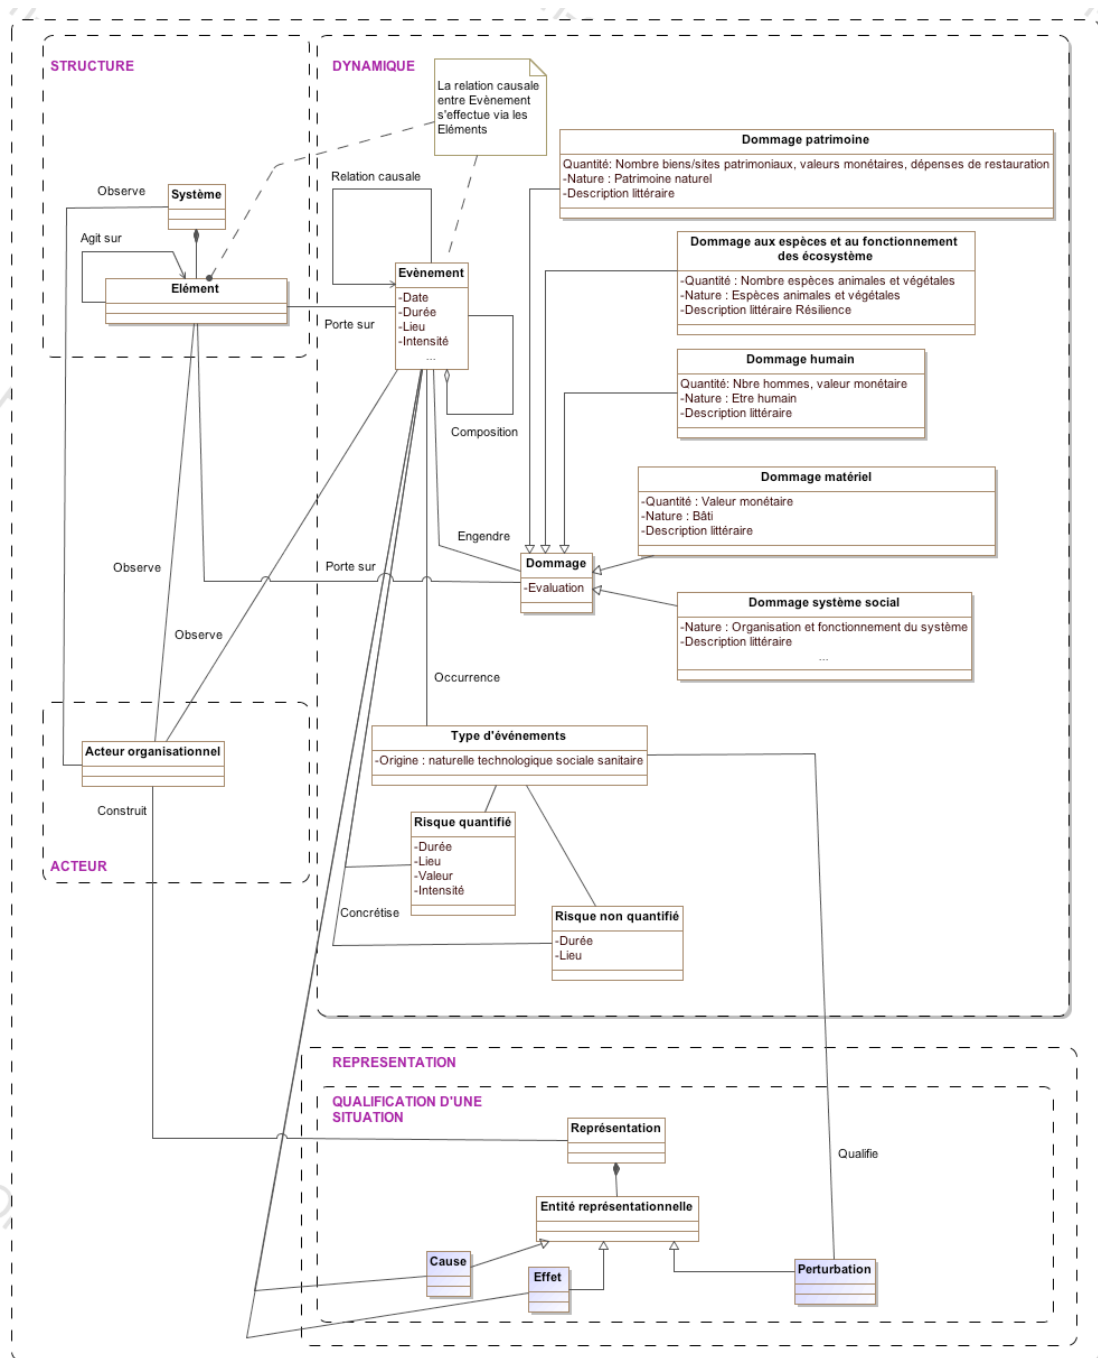 STRUCTURE
DYNAMIQUE
La relation causale
entre Evènement
s'effectue via les
Eléments
Dommage patrimoine
Quantité: Nombre biens/sites patrimoniaux, valeurs monétaires, dépenses de restauration
-Nature : Patrimoine naturel
-Description littéraire
Relation causale
Observe
Système
Agit sur
Elément
Porte sur
Evènement
-Date
-Durée
-Lieu
-Intensité
...
Composition
Dommage aux espèces et au fonctionnement
des écosystème
-Quantité : Nombre espèces animales et végétales
-Nature : Espèces animales et végétales
-Description littéraire Résilience
Dommage humain
Quantité: Nbre hommes, valeur monétaire
-Nature : Etre humain
-Description littéraire
Dommage matériel
-Quantité : Valeur monétaire
-Nature : Bâti
-Description littéraire
Engendre
Dommage
-Evaluation
Observe
Porte sur
Dommage système social
-Nature : Organisation et fonctionnement du système
-Description littéraire
...
Observe
Occurrence
Acteur organisationnel
Construit
ACTEUR
Type d'événements
-Origine : naturelle technologique sociale sanitaire
Risque quantifié
-Durée
-Lieu
-Valeur
-Intensité
Concrétise
Risque non quantifié
-Durée
-Lieu
REPRESENTATION
QUALIFICATION D'UNE
SITUATION
Représentation
Qualifie
Entité représentationnelle
Cause
Effet
Perturbation